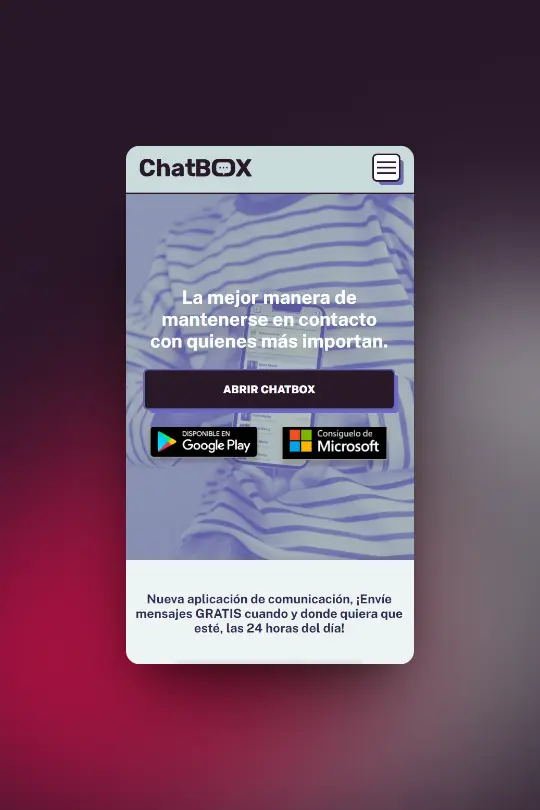 ChatBOX
La mejor manera de
mantenerse en contacto
con quienes más importan.
ABRIR CHATBOX
DISPONIBLE EN
Google Play
Consíguelo de
Microsoft
Nueva aplicación de comunicación, ¡Envíe
mensajes GRATIS cuando y donde quiera que
esté, las 24 horas del día!